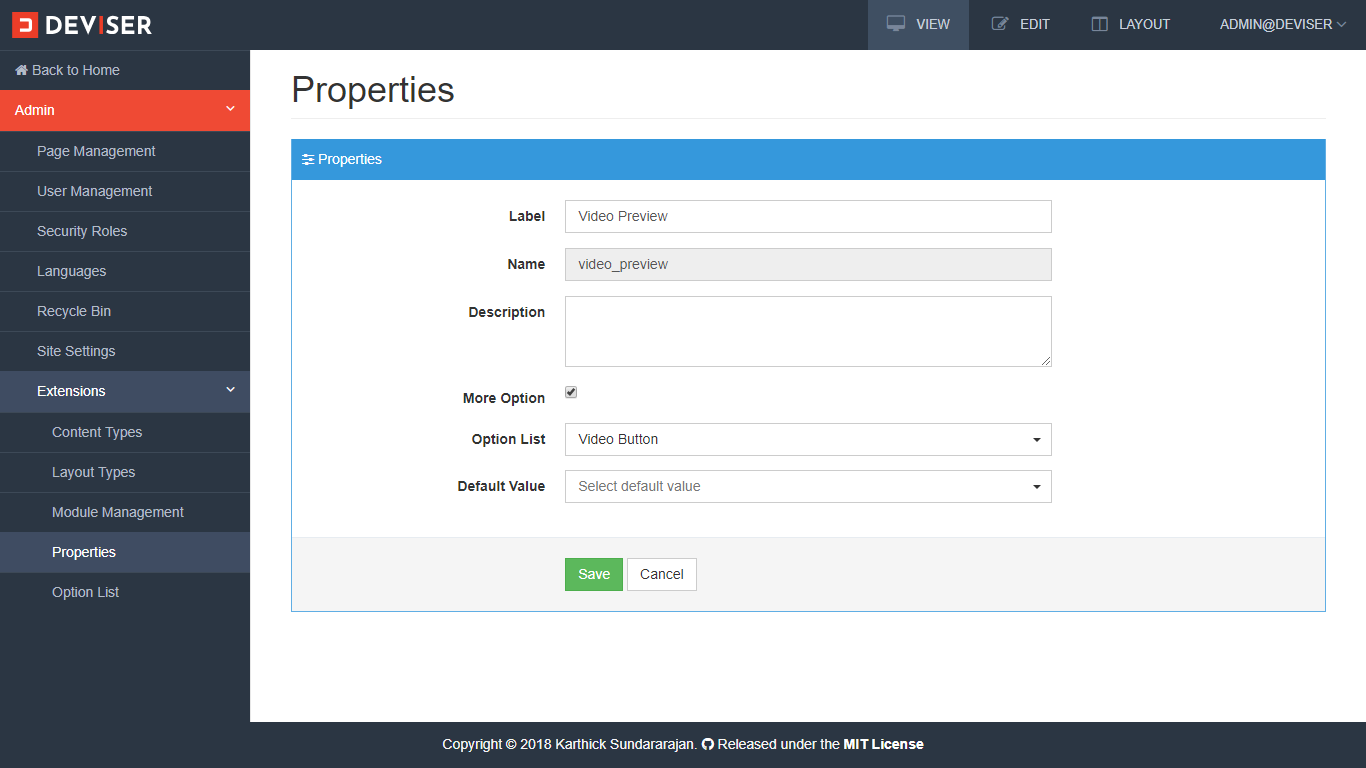 DEVISER
VIEW
EDIT
LAYOUT
ADMIN@DEVISER
Back to Home
Admin
Page Management
User Management
Security Roles
Languages
Recycle Bin
Site Settings
Extensions
Content Types
Layout Types
Module Management
Properties
Option List
Properties
Properties
Label
Video Preview
Name
video_preview
Description
More Option
Option List
Video Button
Default Value
Select default value
Save
Cancel
Copyright © 2018 Karthick Sundararajan. Released under the MIT License